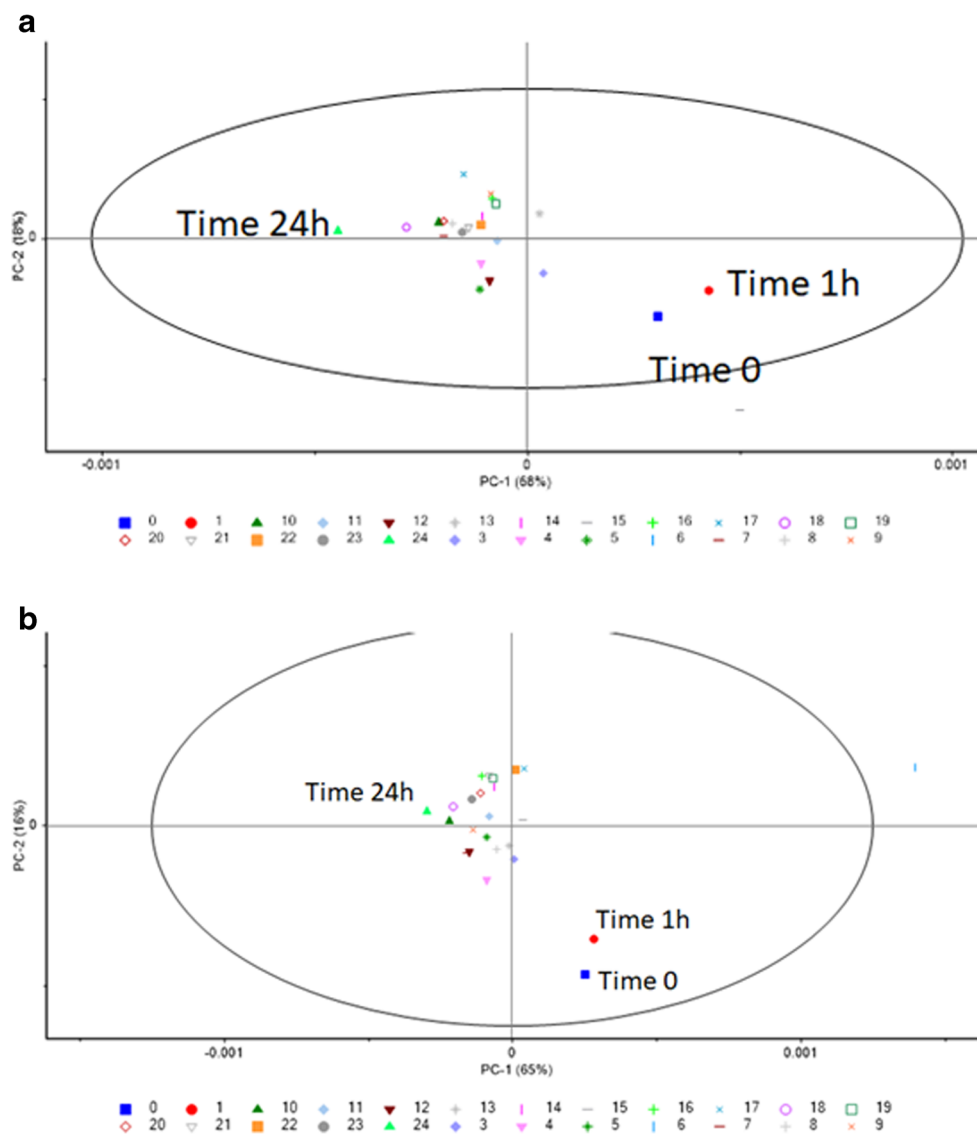 a
Time 24h
Time 1h
Time 0
PC-2 (18%)
0
-0.001
0
0.001
PC-1 (68%)
0 1 10 11 12 13 14 15 16 17 18 19
20 21 22 23 24 3 4 5 6 7 8 9
b
Time 24h
Time 1h
Time 0
PC-2 (16%)
0
-0.001
0
0.001
PC-1 (65%)
0 1 10 11 12 13 14 15 16 17 18 19
20 21 22 23 24 3 4 5 6 7 8 9